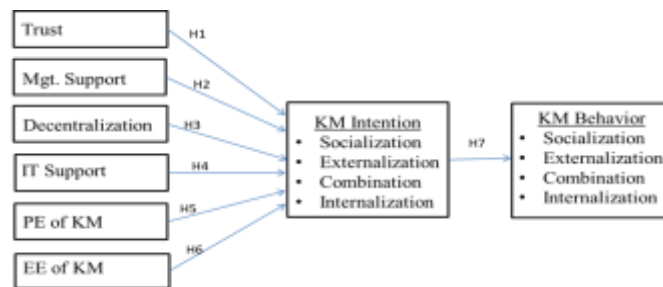 Trust
H1
Mgt. Support
H2
Decentralization
H3
IT Support
H4
PE of KM
H5
EE of KM
H6
KM Intention
• Socialization
• Externalization
• Combination
• Internalization
H7
KM Behavior
• Socialization
• Externalization
• Combination
• Internalization